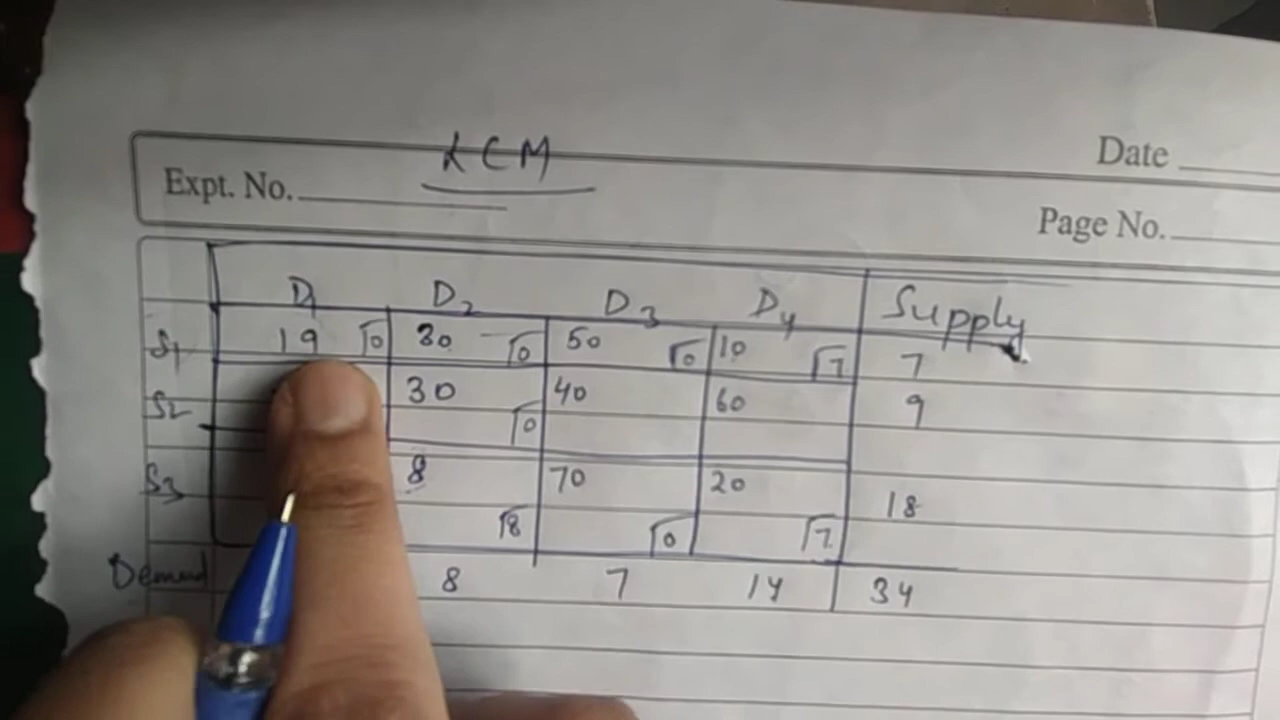 LCM
Date
Expt. No.
Page No.
D1 D2 D3 D4 Supply
S1 19 0 30 0 50 0 10 7 7
S2 30 40 60 9
0
S3 8 70 20 18
8 0 7
Demand 8 7 14 34